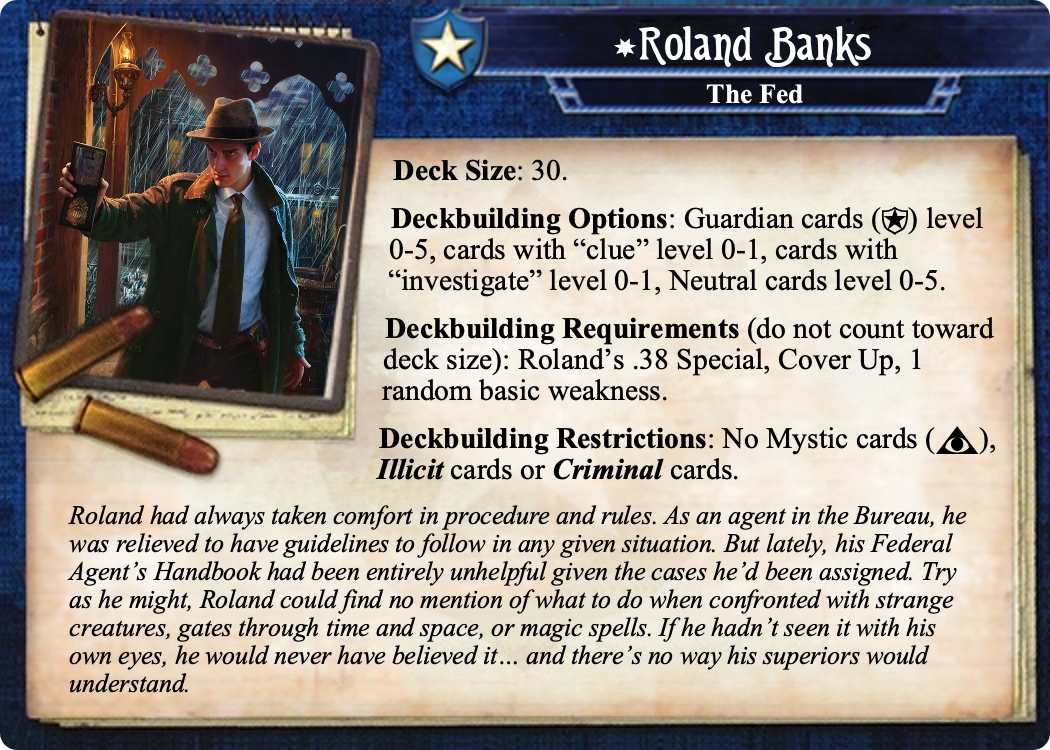 Roland Banks
The Fed
Deck Size: 30.
Deckbuilding Options: Guardian cards () level
0-5, cards with “clue” level 0-1, cards with
“investigate” level 0-1, Neutral cards level 0-5.
Deckbuilding Requirements (do not count toward
deck size): Roland’s .38 Special, Cover Up, 1
random basic weakness.
Deckbuilding Restrictions: No Mystic cards (),
Illicit cards or Criminal cards.
Roland had always taken comfort in procedure and rules. As an agent in the Bureau, he
was relieved to have guidelines to follow in any given situation. But lately, his Federal
Agent’s Handbook had been entirely unhelpful given the cases he’d been assigned. Try
as he might, Roland could find no mention of what to do when confronted with strange
creatures, gates through time and space, or magic spells. If he hadn’t seen it with his
own eyes, he would never have believed it… and there’s no way his superiors would
understand.